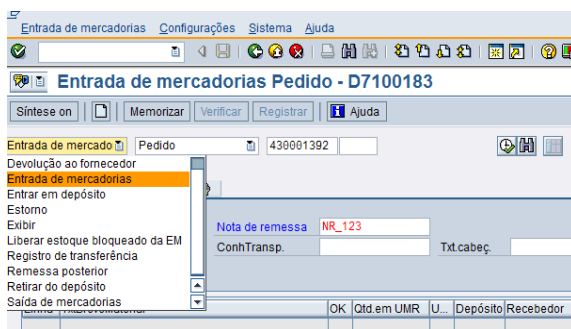 Entrada de mercadorias Configurações Sistema Ajuda
Entrada de mercadorias Pedido - D7100183
Síntese on Memorizar Verificar Registrar Ajuda
Entrada de mercado Pedido 430001392
Devolução ao fornecedor
Entrada de mercadorias
Entrar em depósito
Estorno
Exibir
Nota de remessa NR_123
Liberar estoque bloqueado da EM
ConhTransp. Txt.cabeç.
Registro de transferência
Remessa posterior
Retirar do depósito
Saída de mercadorias
OK Qtd.em UMR U... Depósito Recebedor